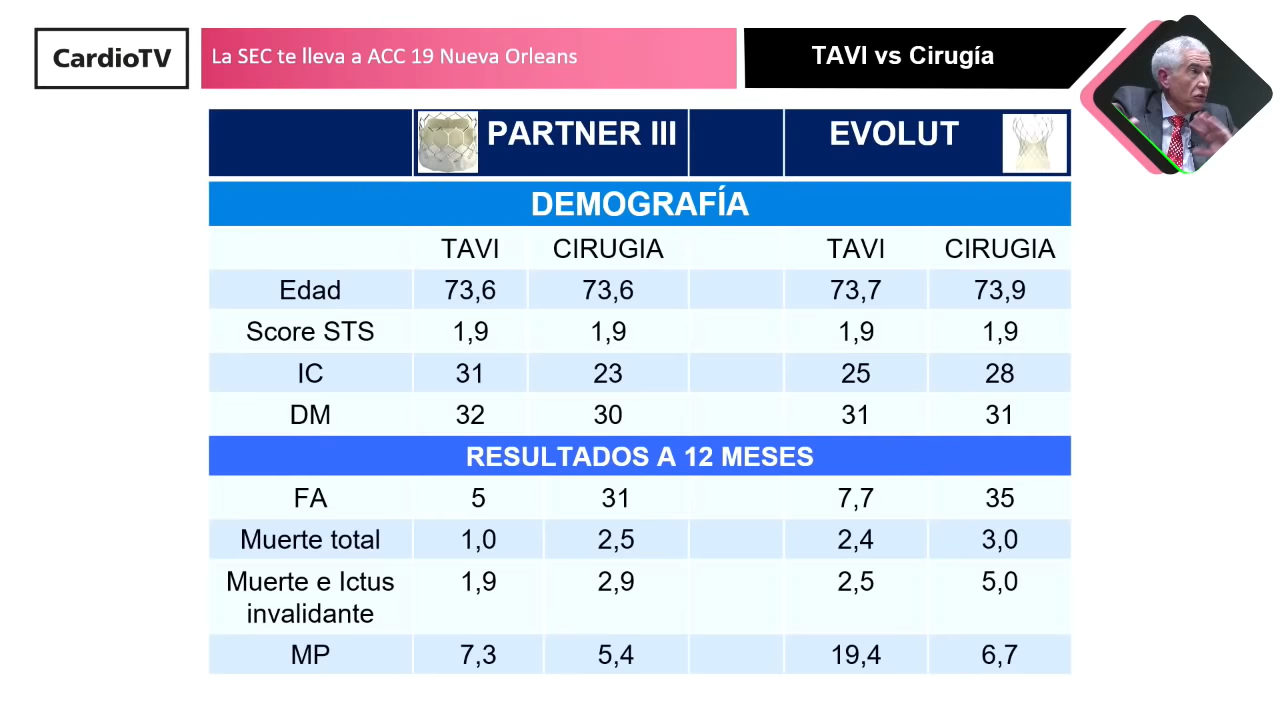 CardioTV
La SEC te lleva a ACC 19 Nueva Orleans
TAVI vs Cirugía
PARTNER III EVOLUT
DEMOGRAFÍA
TAVI CIRUGIA TAVI CIRUGIA
Edad 73,6 73,6 73,7 73,9
Score STS 1,9 1,9 1,9 1,9
IC 31 23 25 28
DM 32 30 31 31
RESULTADOS A 12 MESES
FA 5 31 7,7 35
Muerte total 1,0 2,5 2,4 3,0
Muerte e Ictus 1,9 2,9 2,5 5,0
invalidante
MP 7,3 5,4 19,4 6,7